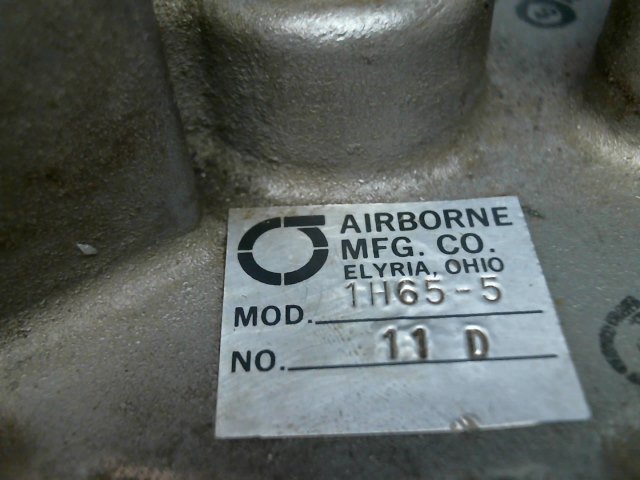 AIRBORNE
MFG. CO.
ELYRIA, OHIO
MOD. 1H65-5
NO. 11 D